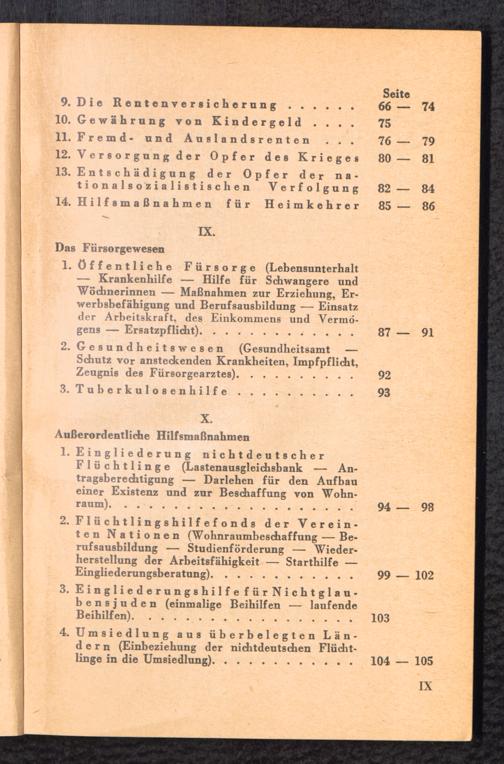 Seite
9. Die Rentenversicherung . . . . . . 66 — 74
10. Gewährung von Kindergeld . . . . 75
11. Fremd- und Auslandsrenten . . . 76 — 79
12. Versorgung der Opfer des Krieges 80 — 81
13. Entschädigung der Opfer der na-
tionalsozialistischen Verfolgung 82 — 84
14. Hilfsmaßnahmen für Heimkehrer 85 — 86
IX.
Das Fürsorgewesen
1. Öffentliche Fürsorge (Lebensunterhalt
— Krankenhilfe — Hilfe für Schwangere und
Wöchnerinnen — Maßnahmen zur Erziehung, Er-
werbsbefähigung und Berufsausbildung — Einsatz
der Arbeitskraft, des Einkommens und Vermö-
gens — Ersatzpflicht). . . . . . . . . . . . 87 — 91
2. Gesundheitswesen (Gesundheitsamt —
Schutz vor ansteckenden Krankheiten, Impfpflicht,
Zeugnis des Fürsorgearztes). . . . . . . . . . 92
3. Tuberkulosenhilfe . . . . . . . . . . 93
X.
Außerordentliche Hilfsmaßnahmen
1. Eingliederung nichtdeutscher
Flüchtlinge (Lastenausgleichsbank — An-
tragsberechtigung — Darlehen für den Aufbau
einer Existenz und zur Beschaffung von Wohn-
raum). . . . . . . . . . . . . . . . . . . 94 — 98
2. Flüchtlingshilfefonds der Verein-
ten Nationen (Wohnraumbeschaffung — Be-
rufsausbildung — Studienförderung — Wieder-
herstellung der Arbeitsfähigkeit — Starthilfe —
Eingliederungsberatung). . . . . . . . . . . 99 — 102
3. Eingliederungshilfe für Nichtglau-
bensjuden (einmalige Beihilfen — laufende
Beihilfen). . . . . . . . . . . . . . . . . 103
4. Umsiedlung aus überbelegten Län-
dern (Einbeziehung der nichtdeutschen Flücht-
linge in die Umsiedlung). . . . . . . . . . . 104 — 105
IX